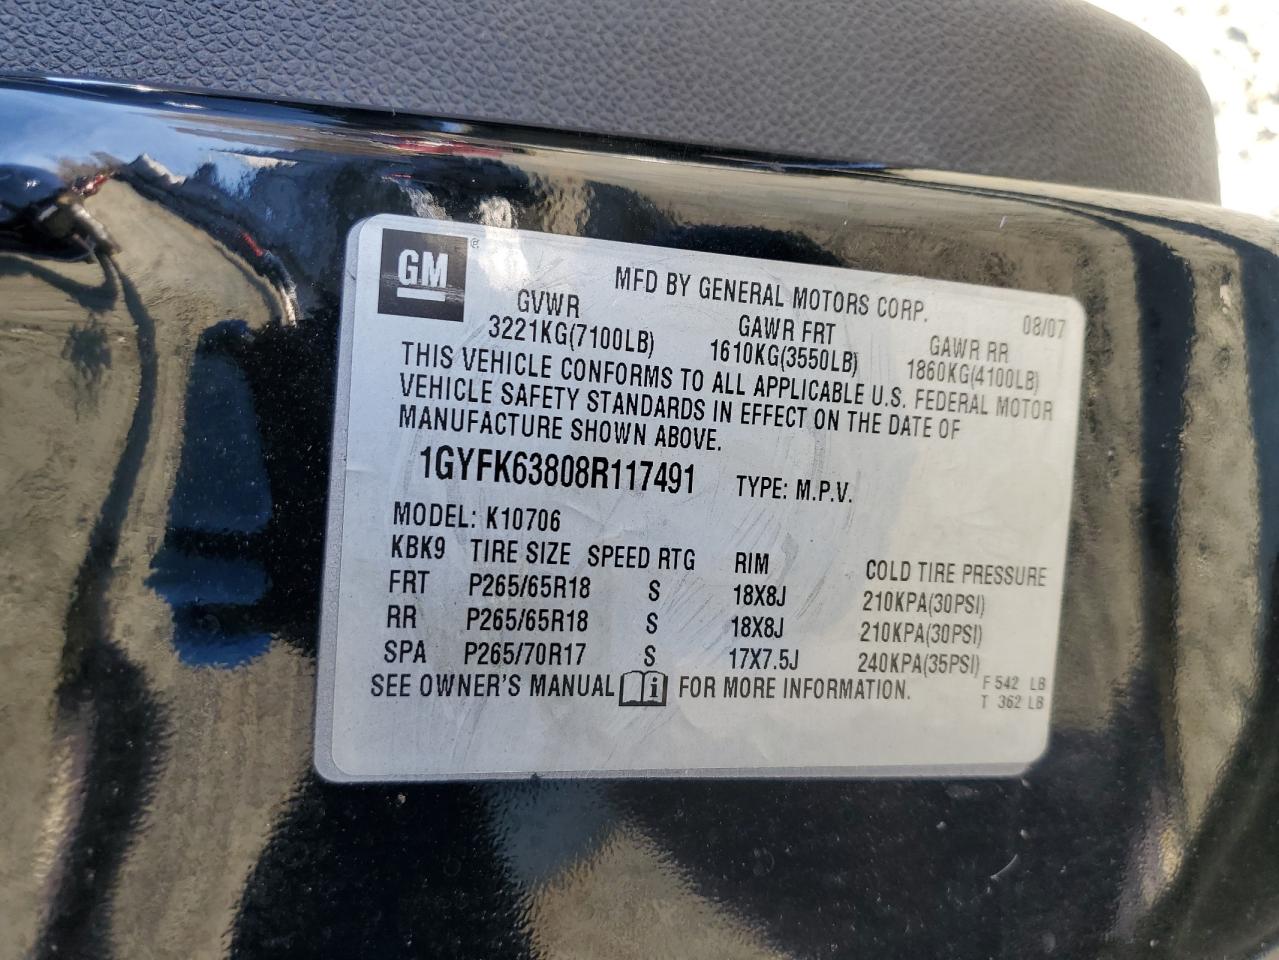 GM ®
MFD BY GENERAL MOTORS CORP. 08/07
GVWR GAWR FRT GAWR RR
3221KG(7100LB) 1610KG(3550LB) 1860KG(4100LB)
THIS VEHICLE CONFORMS TO ALL APPLICABLE U.S. FEDERAL MOTOR
VEHICLE SAFETY STANDARDS IN EFFECT ON THE DATE OF
MANUFACTURE SHOWN ABOVE.
1GYFK63808R117491 TYPE: M.P.V.
MODEL: K10706
KBK9 TIRE SIZE SPEED RTG RIM COLD TIRE PRESSURE
FRT P265/65R18 S 18X8J 210KPA(30PSI)
RR P265/65R18 S 18X8J 210KPA(30PSI)
SPA P265/70R17 S 17X7.5J 240KPA(35PSI)
SEE OWNER'S MANUAL i FOR MORE INFORMATION.
F 542 LB
T 362 LB